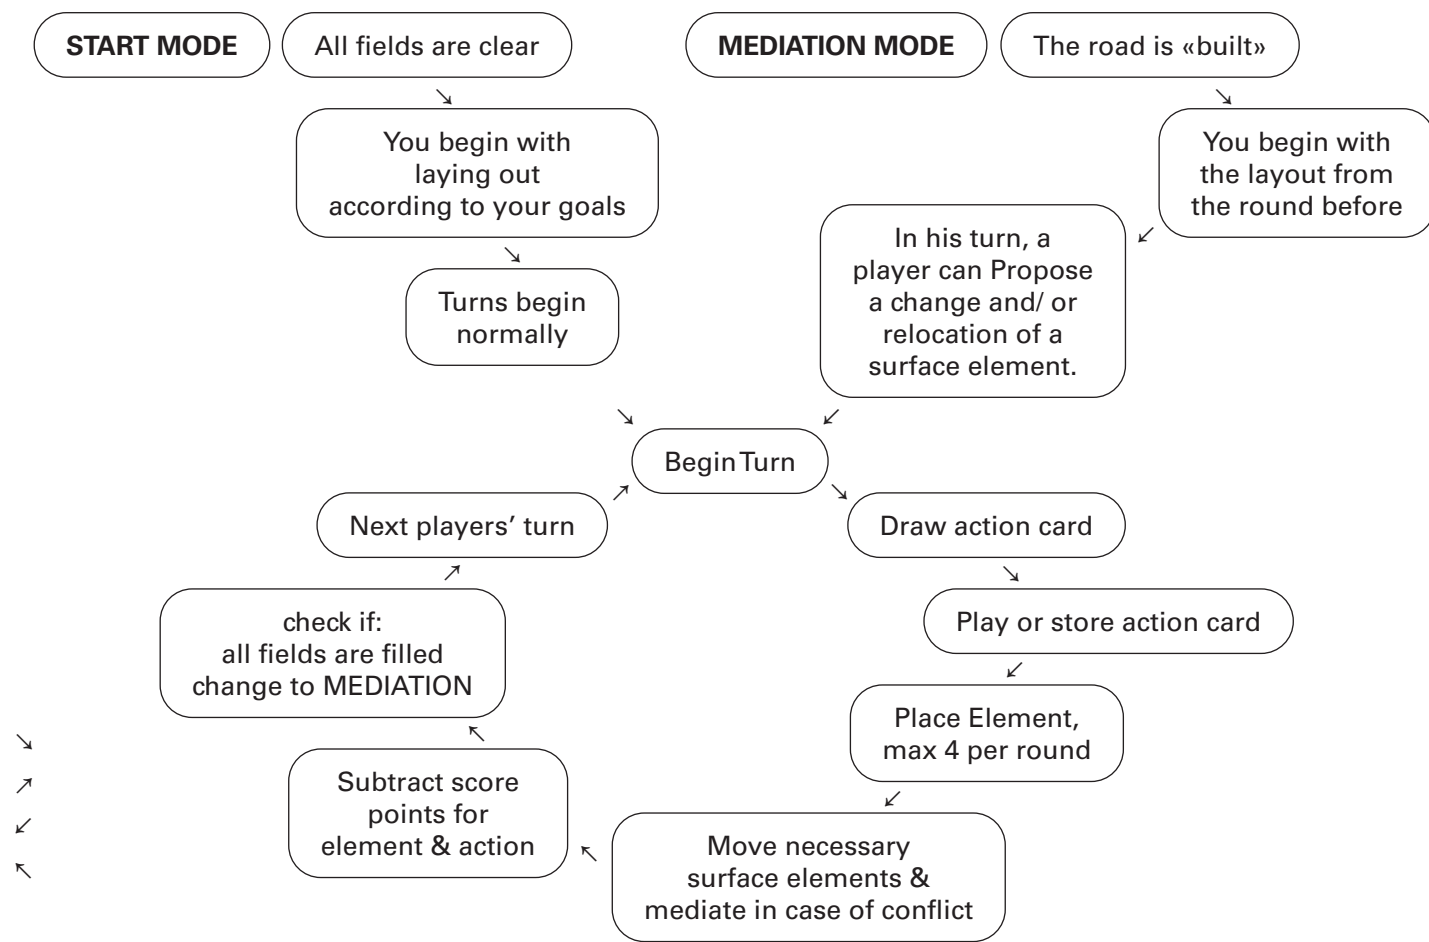 START MODE
All fields are clear
MEDIATION MODE
The road is «built»
You begin with
laying out
according to your goals
You begin with
the layout from
the round before
Turns begin
normally
In his turn, a
player can Propose
a change and/ or
relocation of a
surface element.
Begin Turn
Next players’ turn
Draw action card
check if:
all fields are filled
change to MEDIATION
Play or store action card
Place Element,
max 4 per round
Subtract score
points for
element & action
Move necessary
surface elements &
mediate in case of conflict